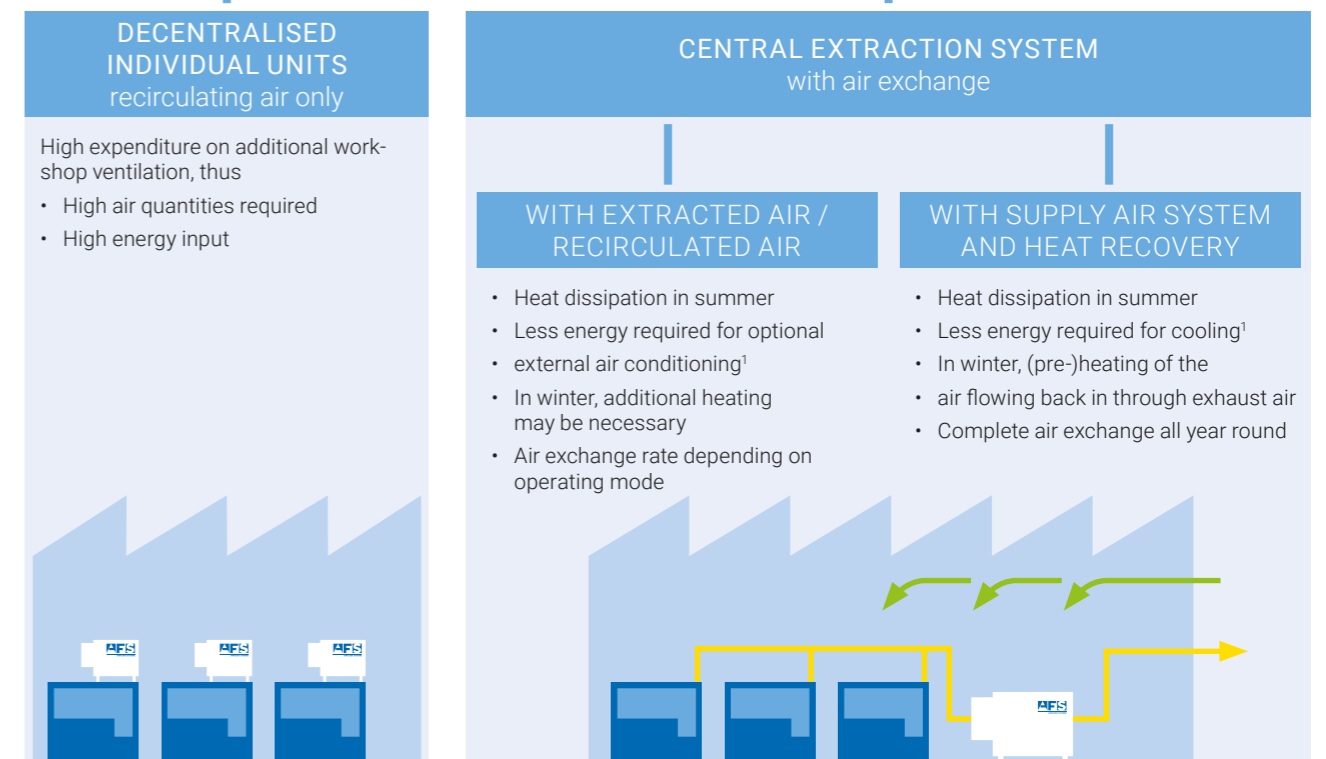 DECENTRALISED
INDIVIDUAL UNITS
recirculating air only
High expenditure on additional work-
shop ventilation, thus
• High air quantities required
• High energy input
CENTRAL EXTRACTION SYSTEM
with air exchange
WITH EXTRACTED AIR /
RECIRCULATED AIR
• Heat dissipation in summer
• Less energy required for optional
• external air conditioning¹
• In winter, additional heating
may be necessary
• Air exchange rate depending on
operating mode
WITH SUPPLY AIR SYSTEM
AND HEAT RECOVERY
• Heat dissipation in summer
• Less energy required for cooling¹
• In winter, (pre-)heating of the
• air flowing back in through exhaust air
• Complete air exchange all year round
AFS
AFS
AFS
AFS